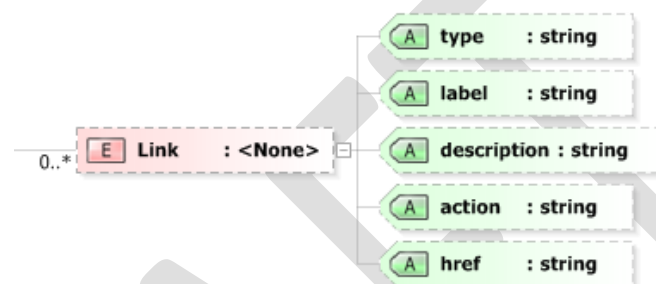 A type : string
A label : string
0..* E Link : <None>
A description : string
A action : string
A href : string